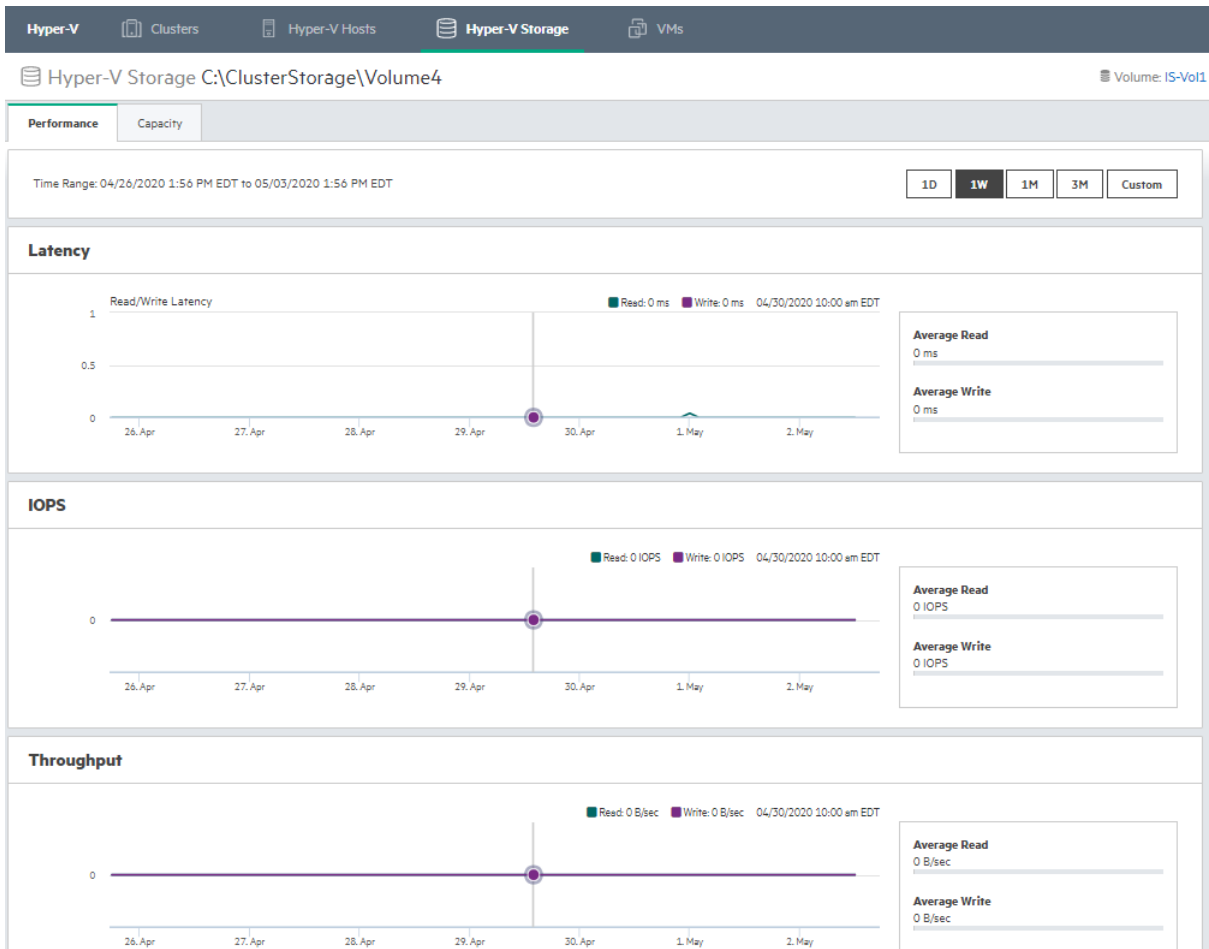 Hyper-V Clusters Hyper-V Hosts Hyper-V Storage VMs
Hyper-V Storage C:\ClusterStorage\Volume4 Volume: IS-Vol1
Performance Capacity
Time Range: 04/26/2020 1:56 PM EDT to 05/03/2020 1:56 PM EDT 1D 1W 1M 3M Custom
Latency
Read/Write Latency Read: 0 ms Write: 0 ms 04/30/2020 10:00 am EDT
1
0.5
0
26. Apr 27. Apr 28. Apr 29. Apr 30. Apr 1. May 2. May
Average Read
0 ms
Average Write
0 ms
IOPS
Read: 0 IOPS Write: 0 IOPS 04/30/2020 10:00 am EDT
0
26. Apr 27. Apr 28. Apr 29. Apr 30. Apr 1. May 2. May
Average Read
0 IOPS
Average Write
0 IOPS
Throughput
Read: 0 B/sec Write: 0 B/sec 04/30/2020 10:00 am EDT
0
26. Apr 27. Apr 28. Apr 29. Apr 30. Apr 1. May 2. May
Average Read
0 B/sec
Average Write
0 B/sec